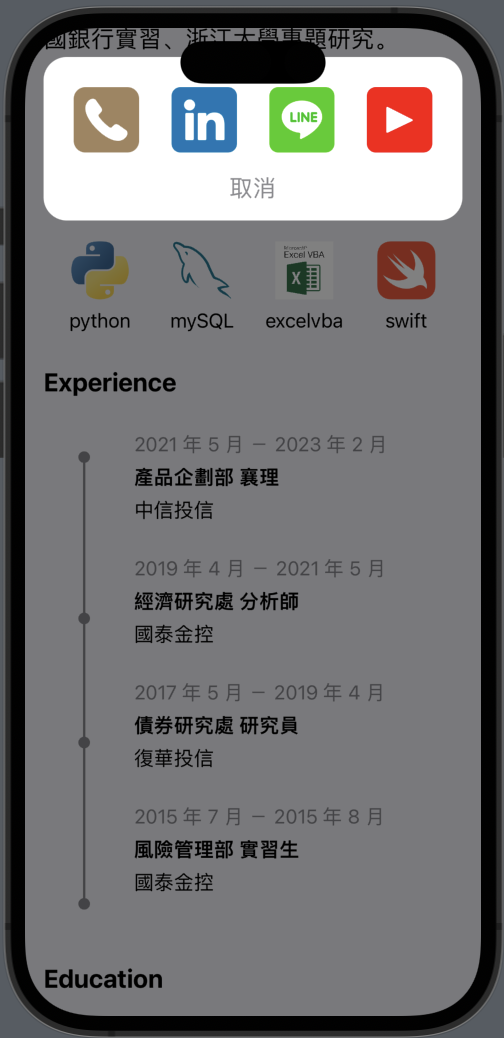 國銀行實習、浙江大學專題研究。
in
LINE
取消
Microsoft
Excel VBA
X
python
mySQL
excelvba
swift
Experience
2021 年 5 月 – 2023 年 2 月
產品企劃部 襄理
中信投信
2019 年 4 月 – 2021 年 5 月
經濟研究處 分析師
國泰金控
2017 年 5 月 – 2019 年 4 月
債券研究處 研究員
復華投信
2015 年 7 月 – 2015 年 8 月
風險管理部 實習生
國泰金控
Education